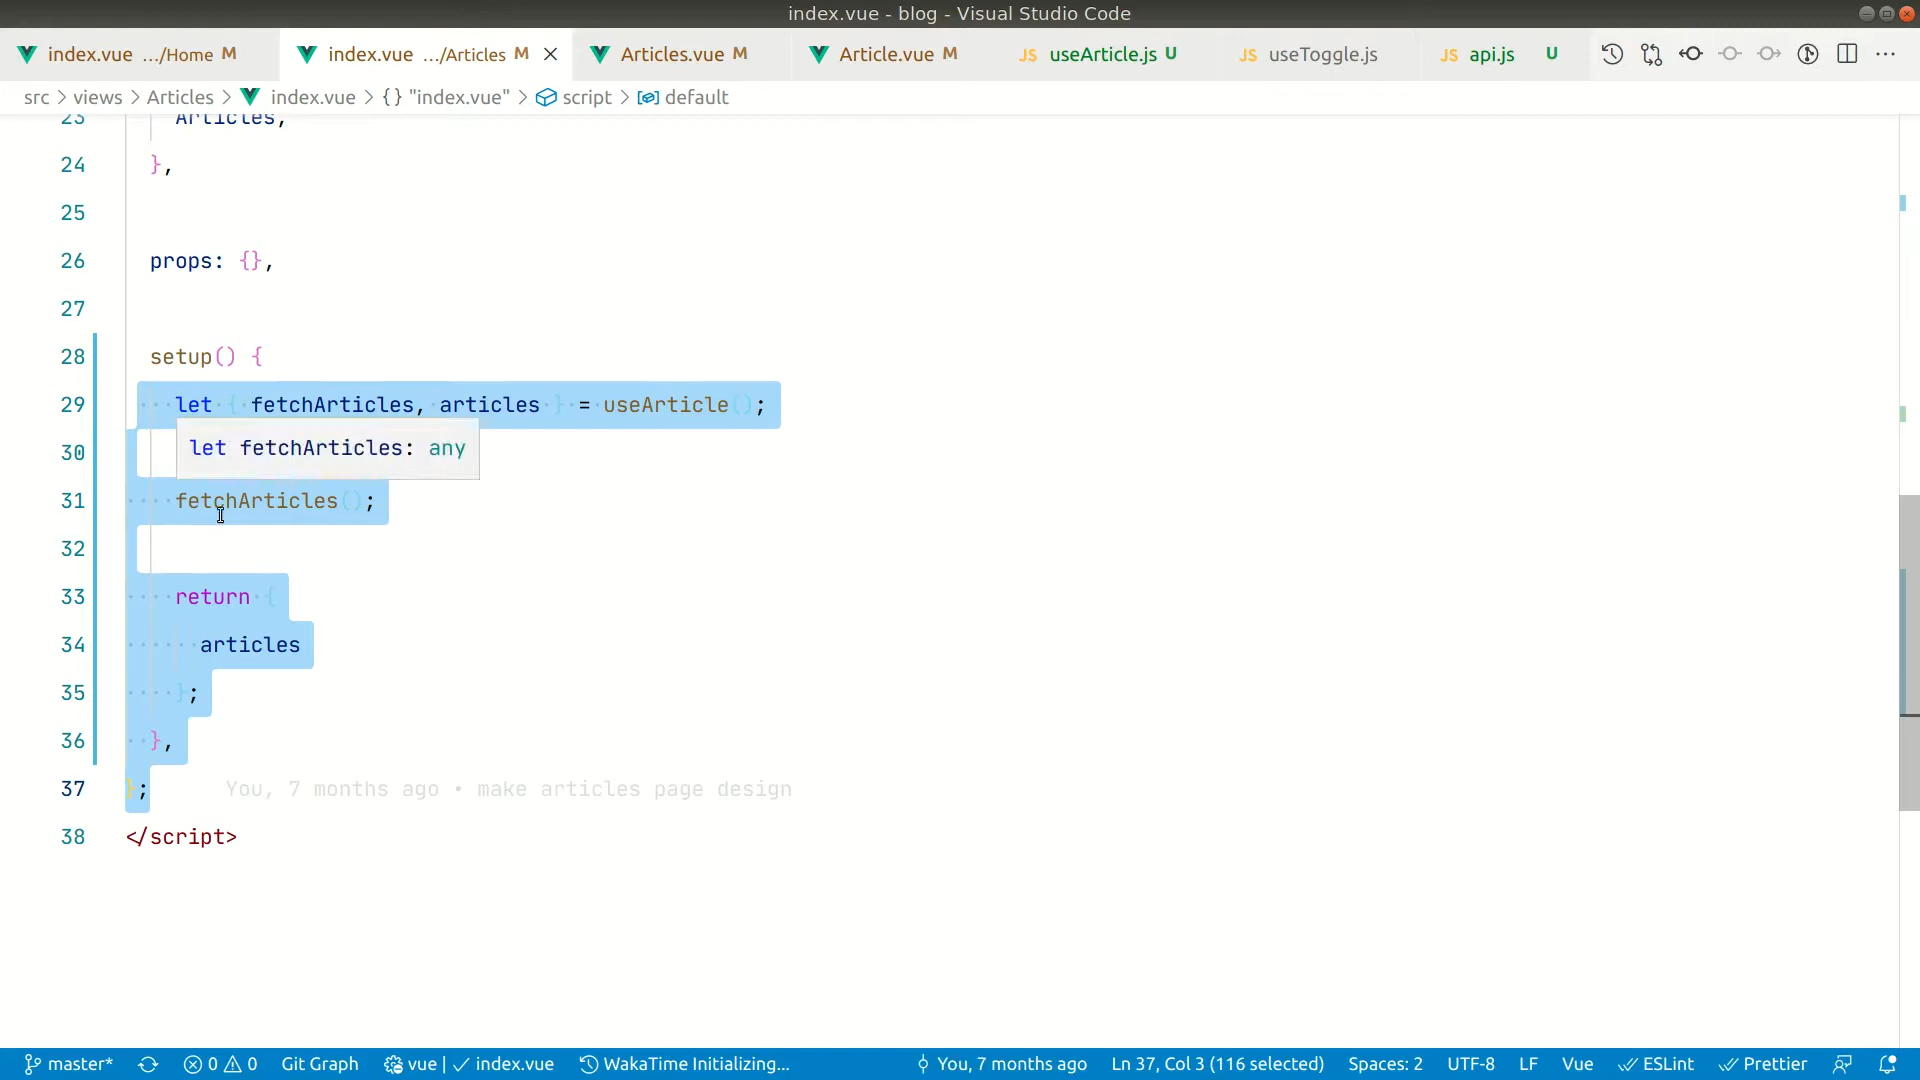 index.vue - blog - Visual Studio Code
index.vue .../Home M index.vue .../Articles M Articles.vue M Article.vue M JS useArticle.js U JS useToggle.js JS api.js U
src > views > Articles > index.vue > {} "index.vue" > script > default
23 Articles,
24 },
25
26 props: {},
27
28 setup() {
29 let { fetchArticles, articles } = useArticle();
30 let fetchArticles: any
31 fetchArticles();
32
33 return {
34 articles
35 };
36 },
37 }; You, 7 months ago • make articles page design
38 </script>
master* 0 0 Git Graph vue | index.vue WakaTime Initializing... You, 7 months ago Ln 37, Col 3 (116 selected) Spaces: 2 UTF-8 LF Vue ESLint Prettier